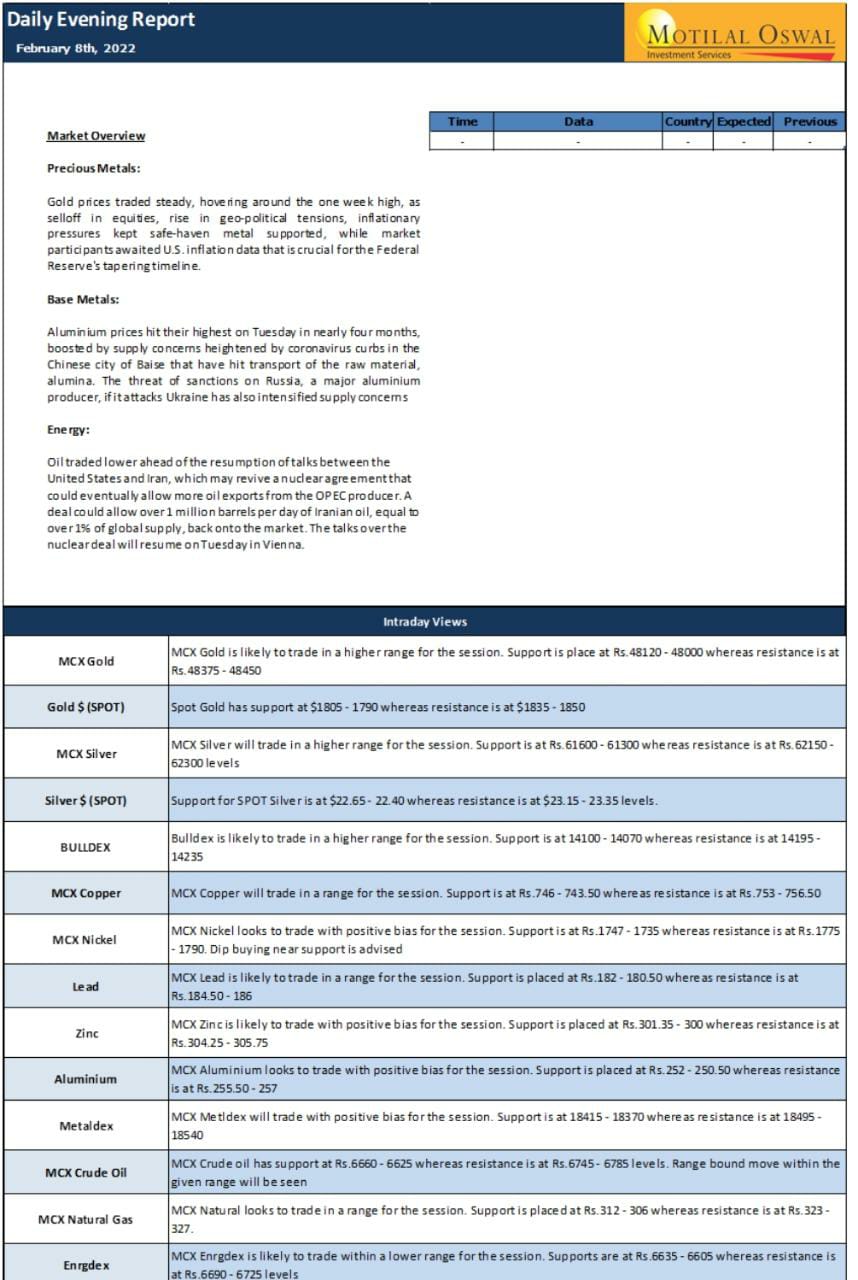 Daily Evening Report
February 8th, 2022
MOTILAL OSWAL
Investment Services
Time Data Country Expected Previous
- - - - -
Market Overview
Precious Metals:
Gold prices traded steady, hovering around the one week high, as
selloff in equities, rise in geo-political tensions, inflationary
pressures kept safe-haven metal supported, while market
participants awaited U.S. inflation data that is crucial for the Federal
Reserve's tapering timeline.
Base Metals:
Aluminium prices hit their highest on Tuesday in nearly four months,
boosted by supply concerns heightened by coronavirus curbs in the
Chinese city of Baise that have hit transport of the raw material,
alumina. The threat of sanctions on Russia, a major aluminium
producer, if it attacks Ukraine has also intensified supply concerns
Energy:
Oil traded lower ahead of the resumption of talks between the
United States and Iran, which may revive a nuclear agreement that
could eventually allow more oil exports from the OPEC producer. A
deal could allow over 1 million barrels per day of Iranian oil, equal to
over 1% of global supply, back onto the market. The talks over the
nuclear deal will resume on Tuesday in Vienna.
Intraday Views
MCX Gold
MCX Gold is likely to trade in a higher range for the session. Support is place at Rs.48120 - 48000 whereas resistance is at
Rs.48375 - 48450
Gold $ (SPOT)
Spot Gold has support at $1805 - 1790 whereas resistance is at $1835 - 1850
MCX Silver
MCX Silver will trade in a higher range for the session. Support is at Rs.61600 - 61300 whereas resistance is at Rs.62150 -
62300 levels
Silver $ (SPOT)
Support for SPOT Silver is at $22.65 - 22.40 whereas resistance is at $23.15 - 23.35 levels.
BULLDEX
Bulldex is likely to trade in a higher range for the session. Support is at 14100 - 14070 whereas resistance is at 14195 -
14235
MCX Copper
MCX Copper will trade in a range for the session. Support is at Rs.746 - 743.50 whereas resistance is at Rs.753 - 756.50
MCX Nickel
MCX Nickel looks to trade with positive bias for the session. Support is at Rs.1747 - 1735 whereas resistance is at Rs.1775
- 1790. Dip buying near support is advised
Lead
MCX Lead is likely to trade in a range for the session. Support is placed at Rs.182 - 180.50 whereas resistance is at
Rs.184.50 - 186
Zinc
MCX Zinc is likely to trade with positive bias for the session. Support is placed at Rs.301.35 - 300 whereas resistance is at
Rs.304.25 - 305.75
Aluminium
MCX Aluminium looks to trade with positive bias for the session. Support is placed at Rs.252 - 250.50 whereas resistance
is at Rs.255.50 - 257
Metaldex
MCX Metldex will trade with positive bias for the session. Support is at 18415 - 18370 whereas resistance is at 18495 -
18540
MCX Crude Oil
MCX Crude oil has support at Rs.6660 - 6625 whereas resistance is at Rs.6745 - 6785 levels. Range bound move within the
given range will be seen
MCX Natural Gas
MCX Natural looks to trade in a range for the session. Support is placed at Rs.312 - 306 whereas resistance is at Rs.323 -
327.
Enrgdex
MCX Enrgdex is likely to trade within a lower range for the session. Supports are at Rs.6635 - 6605 whereas resistance is
at Rs.6690 - 6725 levels